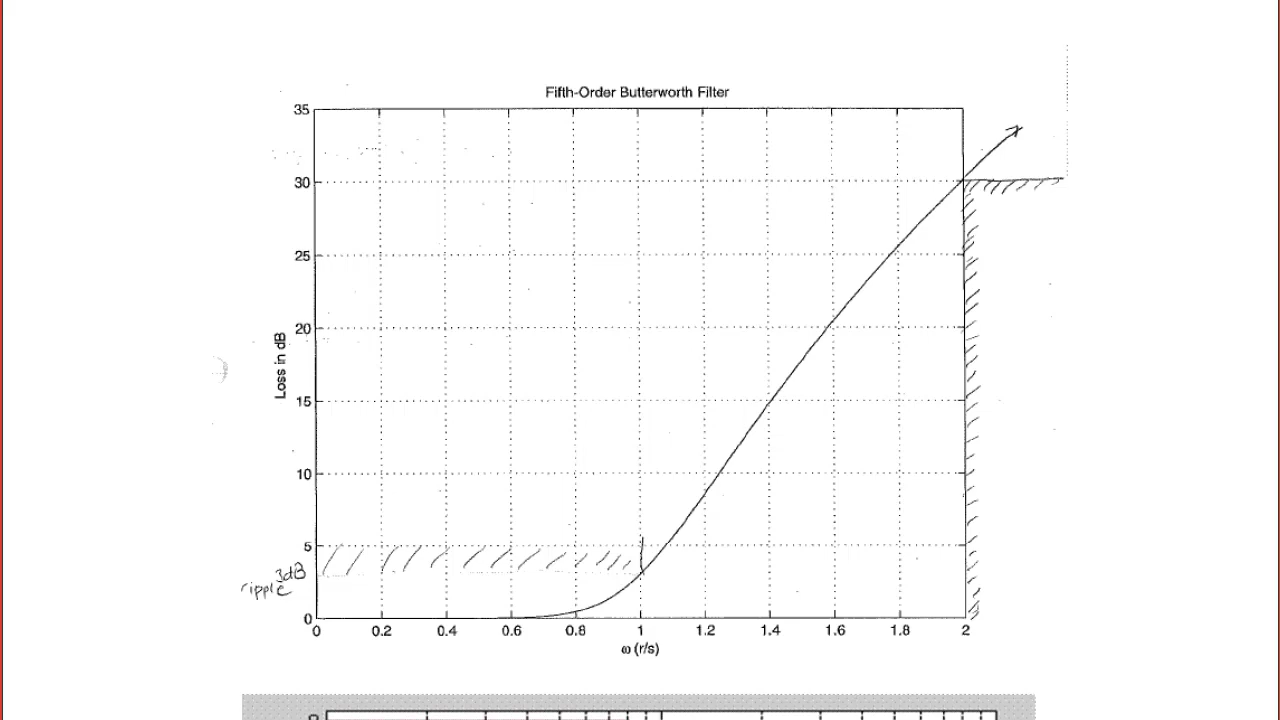 Fifth-Order Butterworth Filter
35
30
25
20
15
10
5
0
Loss in dB
3dB
ripple
0 0.2 0.4 0.6 0.8 1 1.2 1.4 1.6 1.8 2
ω (r/s)